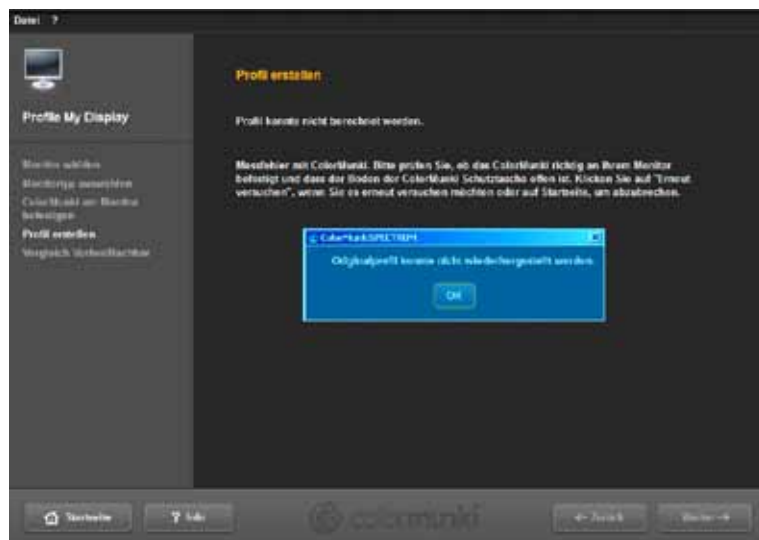 Datei ?
Profile My Display
Monitor wählen
Monitortyp auswählen
ColorMunki am Monitor
befestigen
Profil erstellen
Vergleich Vorher/Nachher
Profil erstellen
Profil konnte nicht berechnet werden.
Messfehler mit ColorMunki. Bitte prüfen Sie, ob das ColorMunki richtig an Ihrem Monitor
befestigt und dass der Boden der ColorMunki Schutztasche offen ist. Klicken Sie auf "Erneut
versuchen", wenn Sie es erneut versuchen möchten oder auf Startseite, um abzubrechen.
ColorMunkiSPECTRUM
Originalprofil konnte nicht wiederhergestellt werden.
OK
Startseite
? Info
colormunki
← Zurück
Weiter →